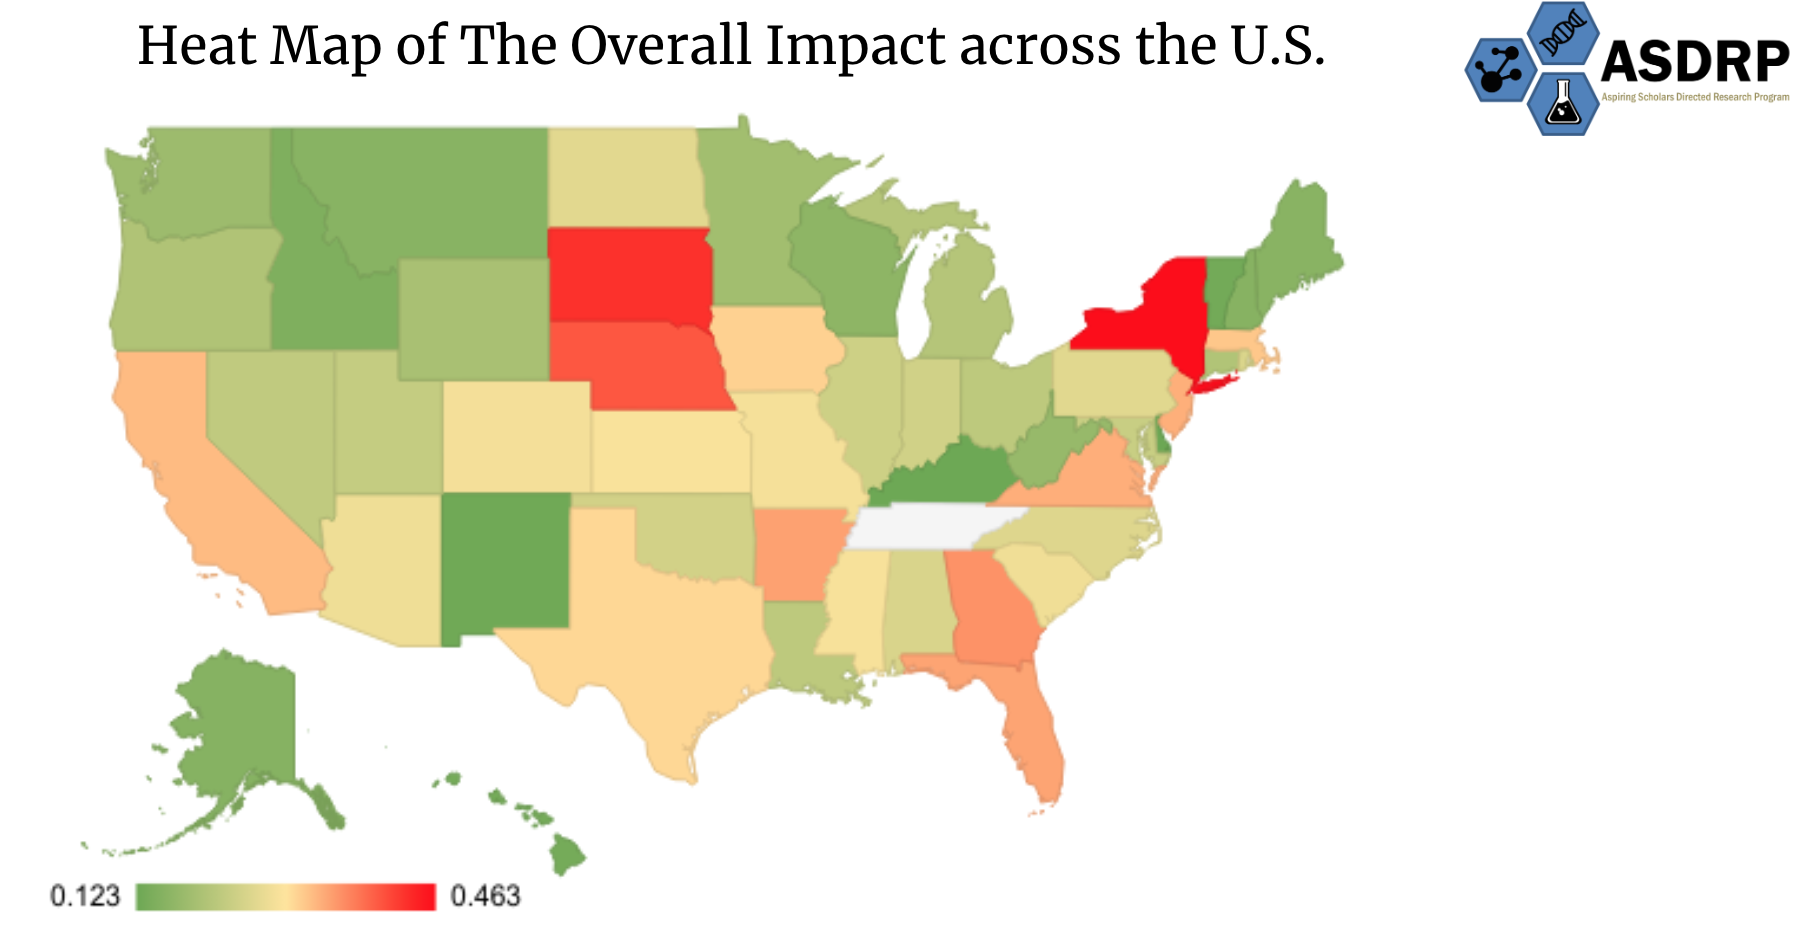 Heat Map of The Overall Impact across the U.S.
ASDRP
Aspiring Scholars Directed Research Program
0.123
0.463